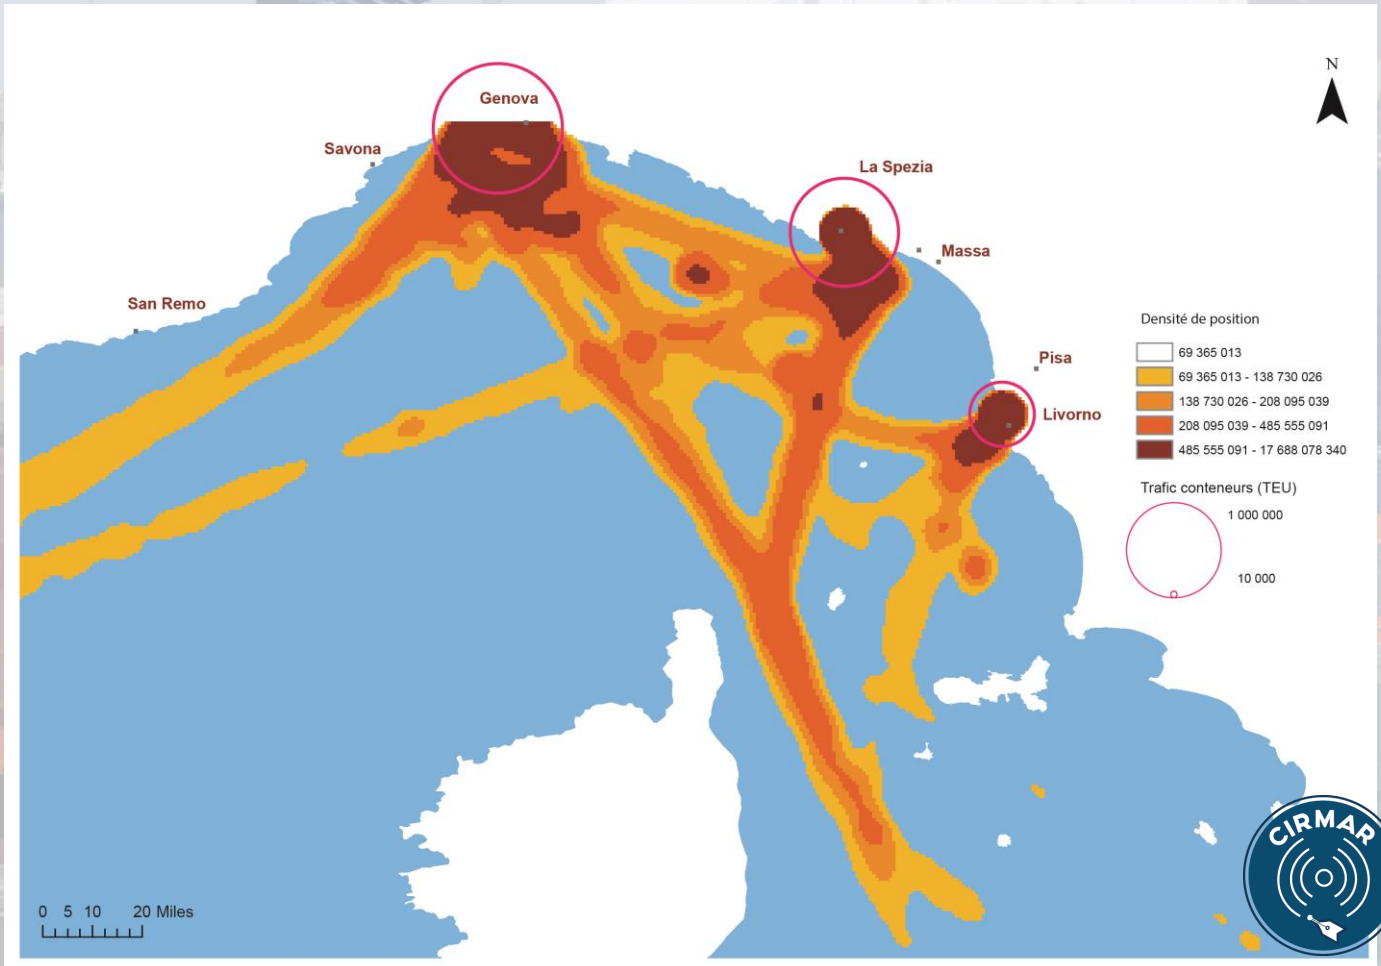 N
Genova
Savona
La Spezia
Massa
San Remo
Pisa
Livorno
Densité de position
69 365 013
69 365 013 - 138 730 026
138 730 026 - 208 095 039
208 095 039 - 485 555 091
485 555 091 - 17 688 078 340
Trafic conteneurs (TEU)
1 000 000
10 000
CIRMAR
0 5 10 20 Miles